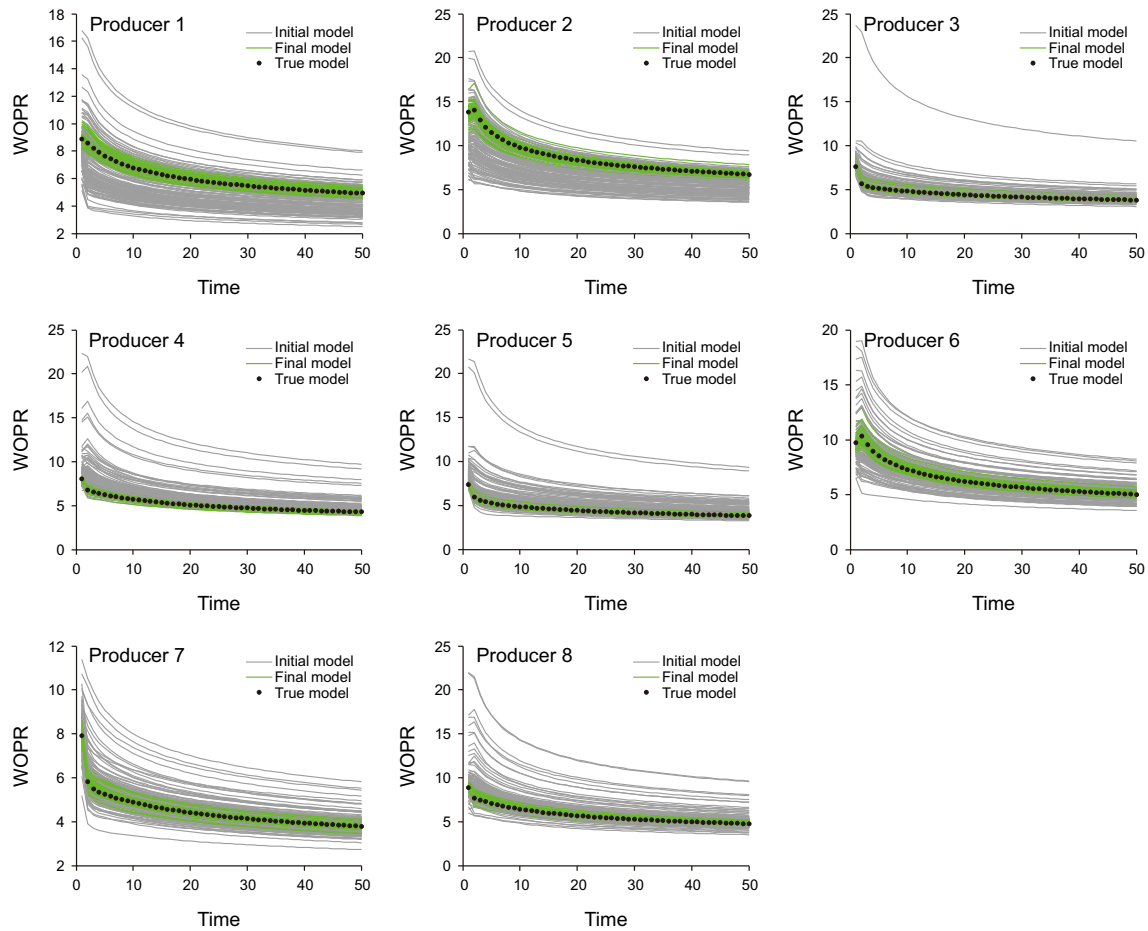 Producer 1
Initial model
Final model
True model
WOPR
18
16
14
12
10
8
6
4
2
0 10 20 30 40 50
Time
Producer 2
Initial model
Final model
True model
WOPR
25
20
15
10
5
0
0 10 20 30 40 50
Time
Producer 3
Initial model
Final model
True model
WOPR
25
20
15
10
5
0
0 10 20 30 40 50
Time
Producer 4
Initial model
Final model
True model
WOPR
25
20
15
10
5
0
0 10 20 30 40 50
Time
Producer 5
Initial model
Final model
True model
WOPR
25
20
15
10
5
0
0 10 20 30 40 50
Time
Producer 6
Initial model
Final model
True model
WOPR
20
15
10
5
0
0 10 20 30 40 50
Time
Producer 7
Initial model
Final model
True model
WOPR
12
10
8
6
4
2
0 10 20 30 40 50
Time
Producer 8
Initial model
Final model
True model
WOPR
25
20
15
10
5
0
0 10 20 30 40 50
Time